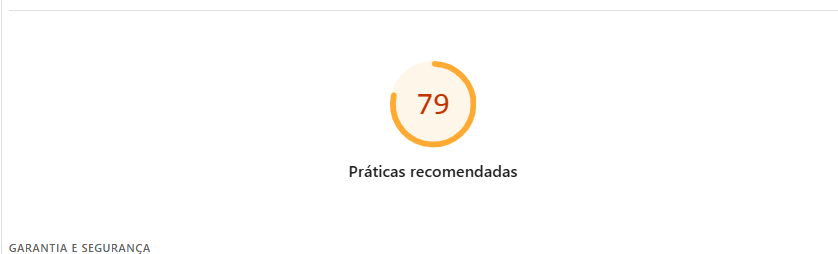 79
Práticas recomendadas
GARANTIA E SEGURANÇA